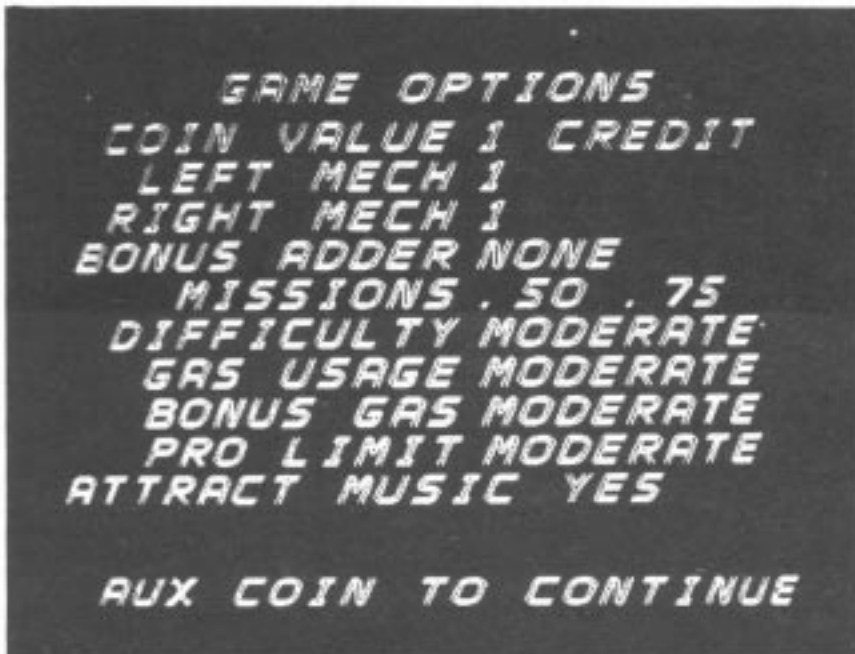 GAME OPTIONS
COIN VALUE 1 CREDIT
LEFT MECH 1
RIGHT MECH 1
BONUS ADDER NONE
MISSIONS .50 .75
DIFFICULTY MODERATE
GAS USAGE MODERATE
BONUS GAS MODERATE
PRO LIMIT MODERATE
ATTRACT MUSIC YES
AUX COIN TO CONTINUE